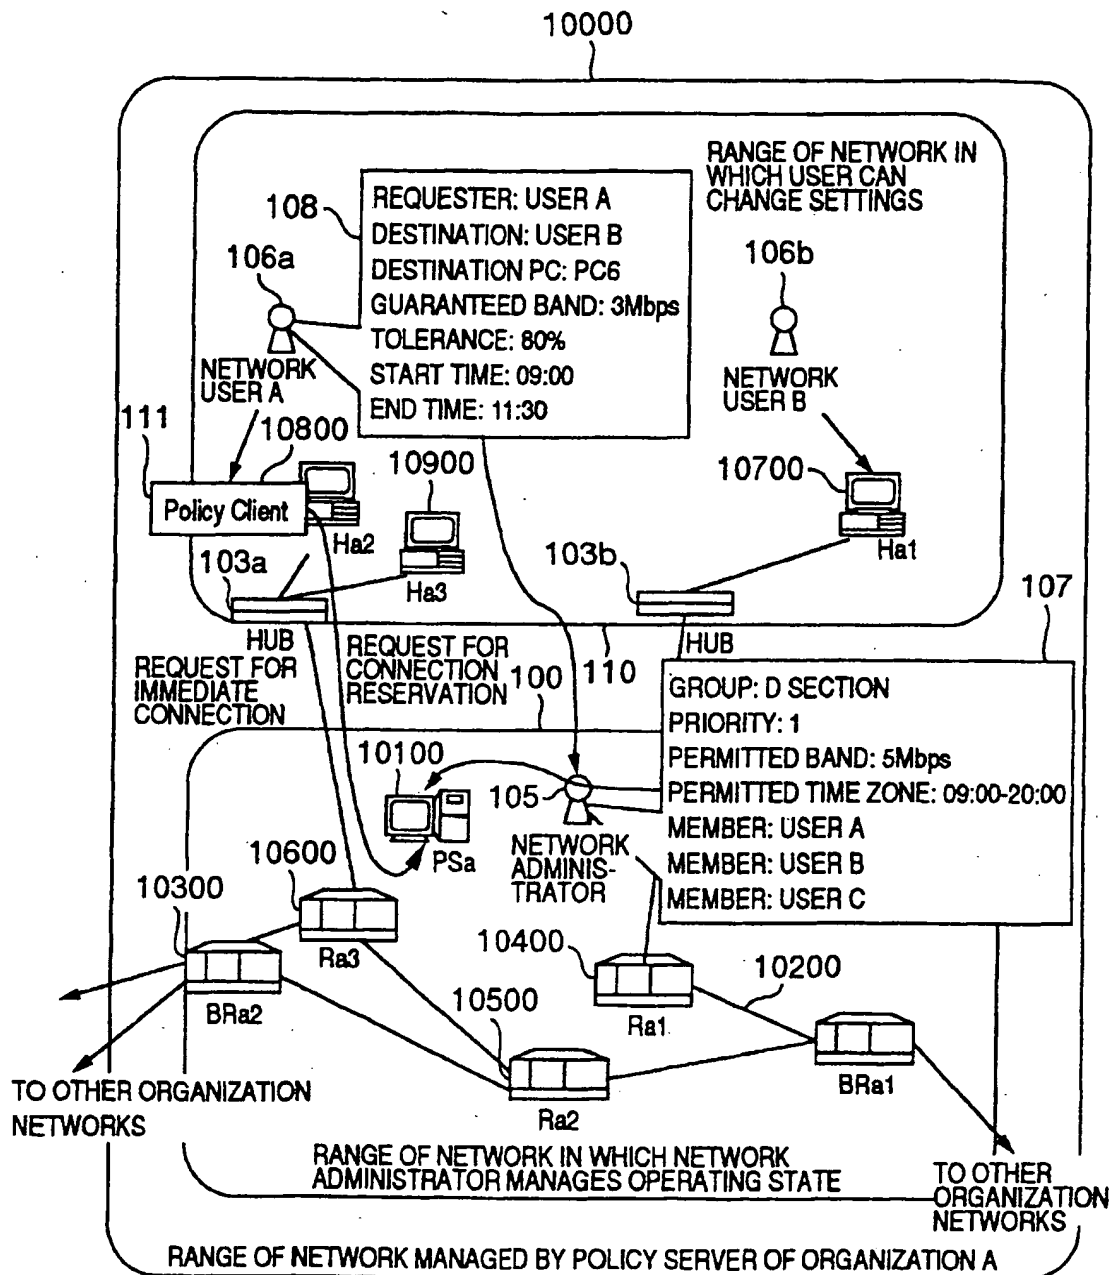 10000
RANGE OF NETWORK IN
WHICH USER CAN
CHANGE SETTINGS
108
REQUESTER: USER A
DESTINATION: USER B
DESTINATION PC: PC6
GUARANTEED BAND: 3Mbps
TOLERANCE: 80%
START TIME: 09:00
END TIME: 11:30
106a
106b
NETWORK
USER A
NETWORK
USER B
111
10800
10900
10700
Policy Client
Ha2
Ha1
103a
Ha3
103b
107
HUB
HUB
REQUEST FOR
IMMEDIATE
CONNECTION
REQUEST FOR
CONNECTION
RESERVATION
100
110
GROUP: D SECTION
PRIORITY: 1
PERMITTED BAND: 5Mbps
PERMITTED TIME ZONE: 09:00-20:00
MEMBER: USER A
MEMBER: USER B
MEMBER: USER C
10100
105
PSa
NETWORK
ADMINIS-
TRATOR
10600
10300
Ra3
10400
10200
BRa2
10500
Ra1
BRa1
Ra2
TO OTHER ORGANIZATION
NETWORKS
RANGE OF NETWORK IN WHICH NETWORK
ADMINISTRATOR MANAGES OPERATING STATE
TO OTHER
ORGANIZATION
NETWORKS
RANGE OF NETWORK MANAGED BY POLICY SERVER OF ORGANIZATION A